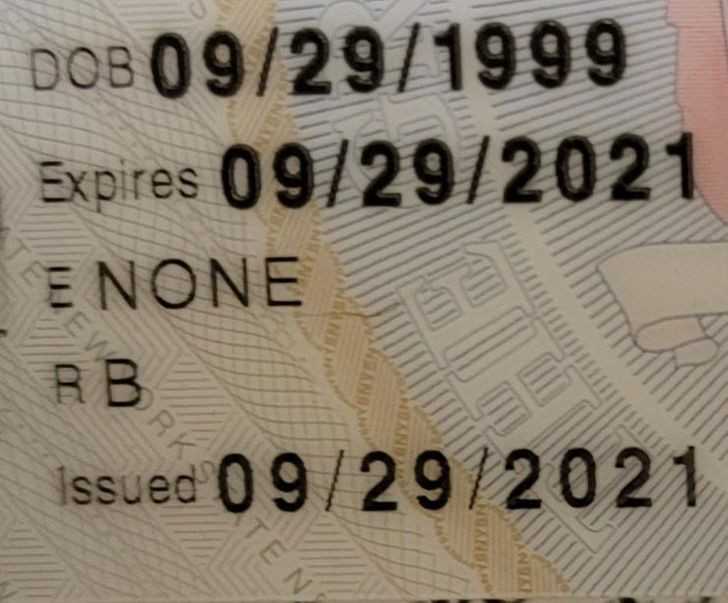 DOB 09/29/1999
Expires 09/29/2021
E NONE
R B
Issued 09/29/2021